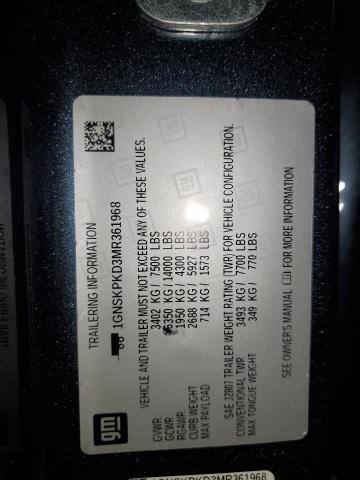 TRAILERING INFORMATION
1GNSKPKD3MR361968
VEHICLE AND TRAILER MUST NOT EXCEED ANY OF THESE VALUES.
GVWR 3402 KG / 7500 LBS
GCWR 6350 KG / 14000 LBS
RGAWR 1950 KG / 4300 LBS
CURB WEIGHT 2688 KG / 5927 LBS
MAX PAYLOAD 714 KG / 1573 LBS
SAE J2807 TRAILER WEIGHT RATING (TWR) FOR VEHICLE CONFIGURATION.
CONVENTIONAL TWR 3493 KG / 7700 LBS
MAX TONGUE WEIGHT 349 KG / 770 LBS
SEE OWNER'S MANUAL FOR MORE INFORMATION
gm
1GNSKPKD3MR361968